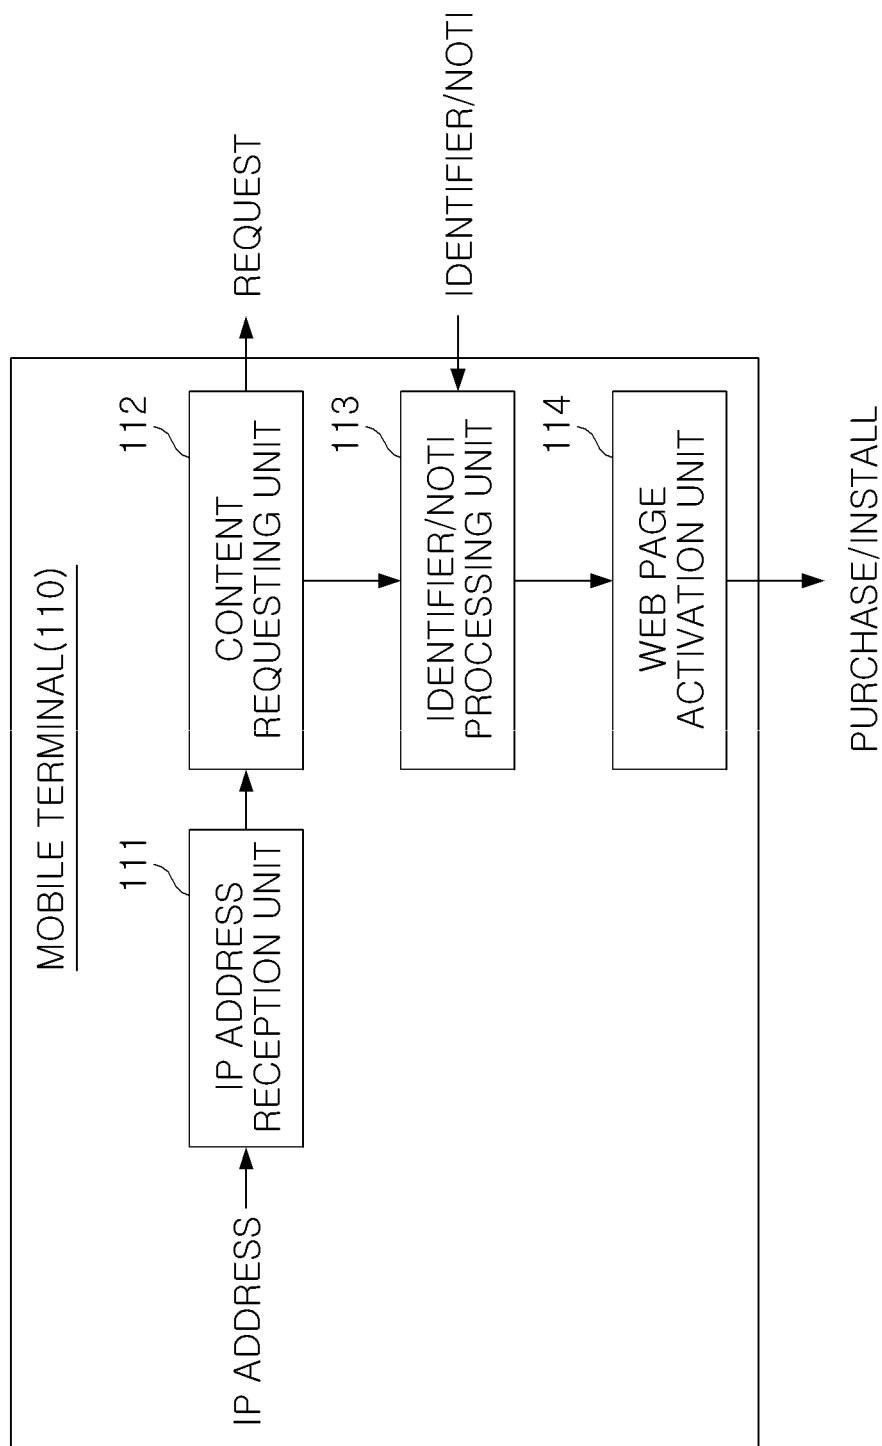 MOBILE TERMINAL(110)
IP ADDRESS
111
IP ADDRESS
RECEPTION UNIT
112
CONTENT
REQUESTING UNIT
REQUEST
113
IDENTIFIER/NOTI
PROCESSING UNIT
IDENTIFIER/NOTI
114
WEB PAGE
ACTIVATION UNIT
PURCHASE/INSTALL